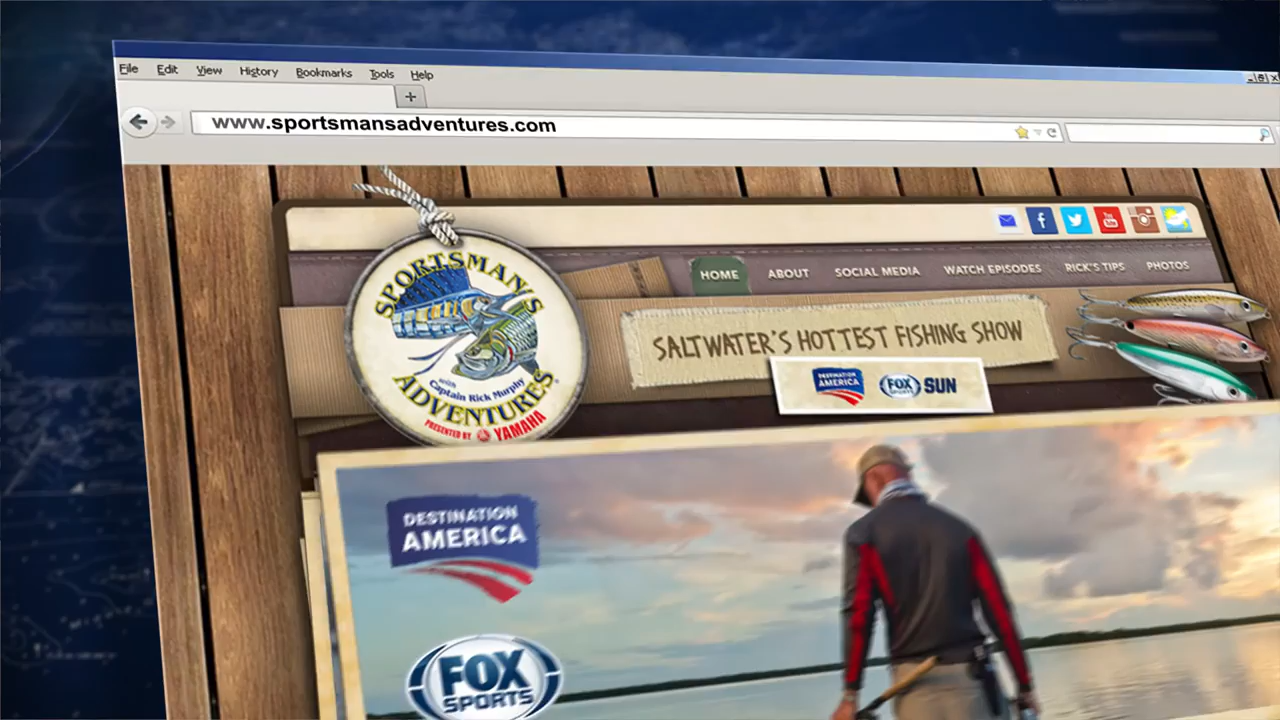 File Edit View History Bookmarks Tools Help
www.sportsmansadventures.com
HOME ABOUT SOCIAL MEDIA WATCH EPISODES RICK'S TIPS PHOTOS
SPORTSMAN'S
with
Captain Rick Murphy
ADVENTURES
PRESENTED BY YAMAHA
SALTWATER'S HOTTEST FISHING SHOW
DESTINATION
AMERICA
FOX
SPORTS
SUN
DESTINATION
AMERICA
FOX
SPORTS